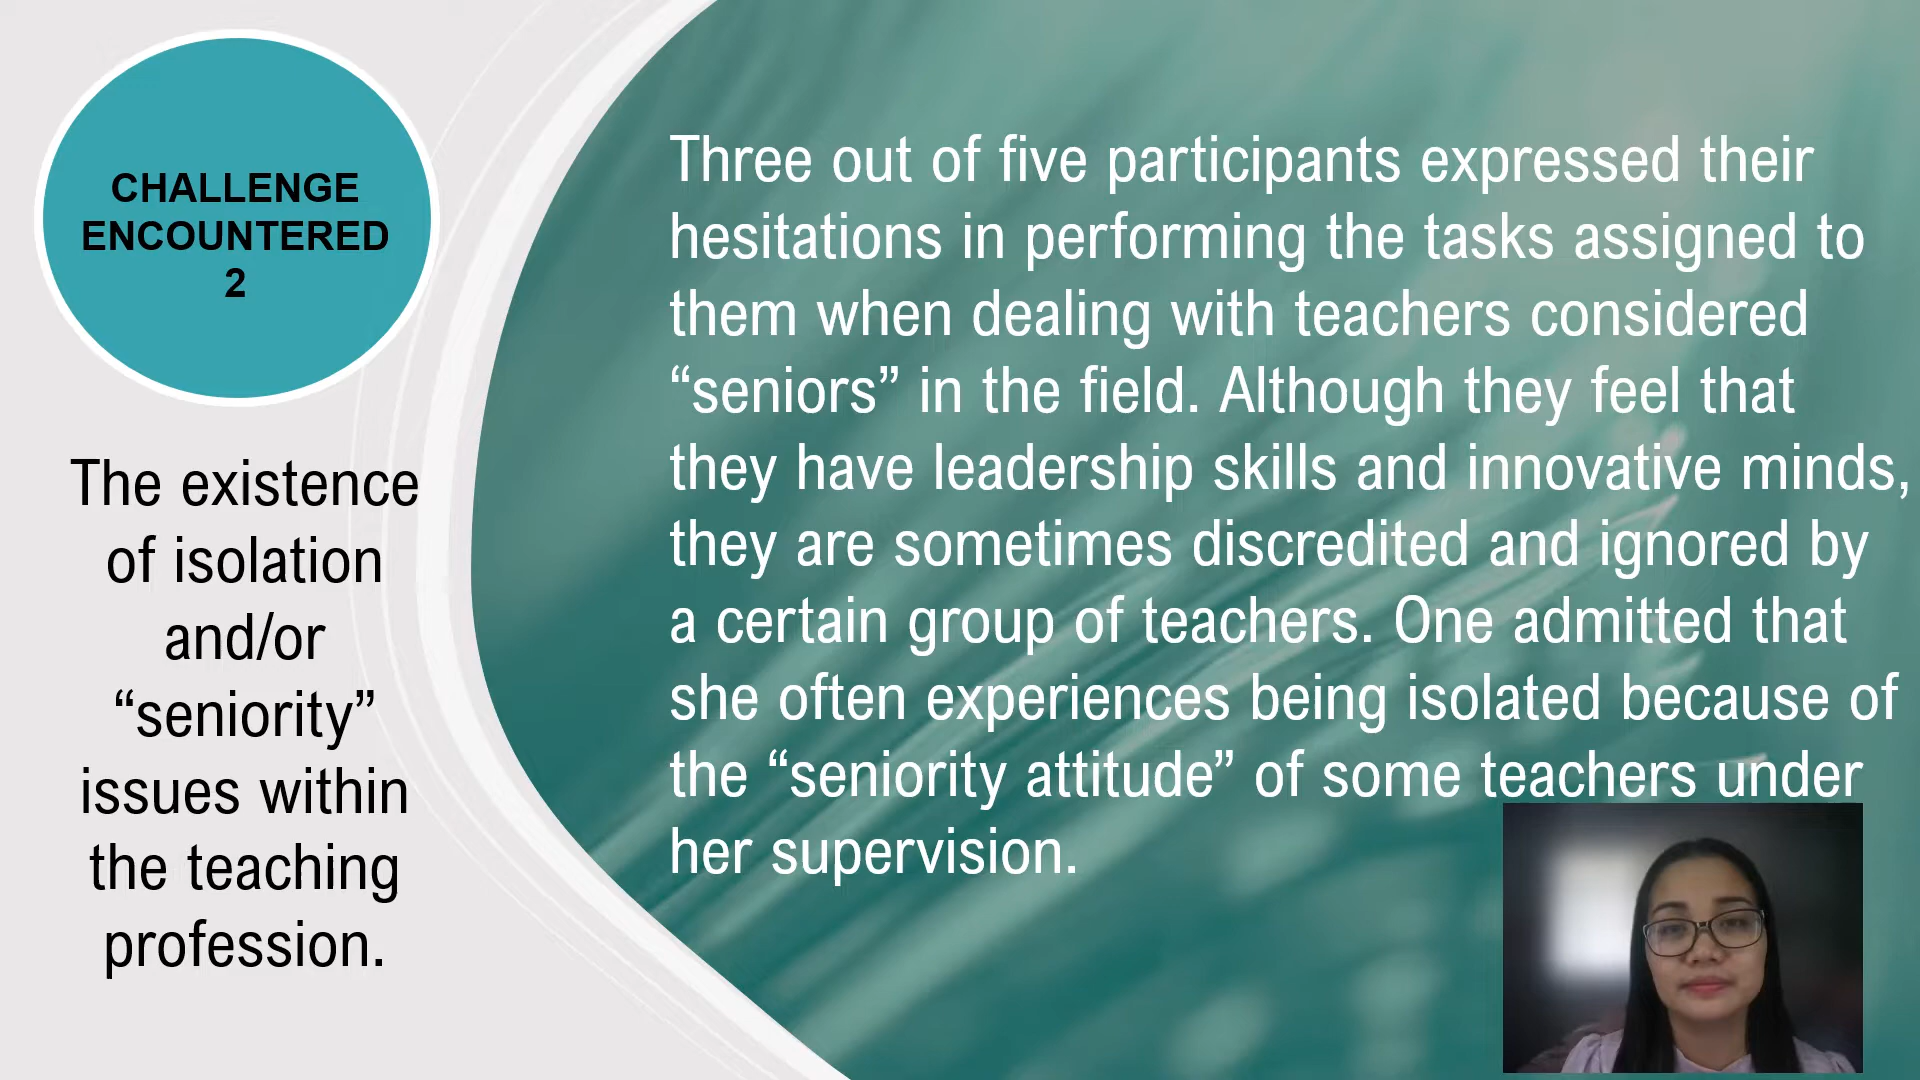 CHALLENGE
ENCOUNTERED
2
The existence
of isolation
and/or
“seniority”
issues within
the teaching
profession.
Three out of five participants expressed their
hesitations in performing the tasks assigned to
them when dealing with teachers considered
“seniors” in the field. Although they feel that
they have leadership skills and innovative minds,
they are sometimes discredited and ignored by
a certain group of teachers. One admitted that
she often experiences being isolated because of
the “seniority attitude” of some teachers under
her supervision.